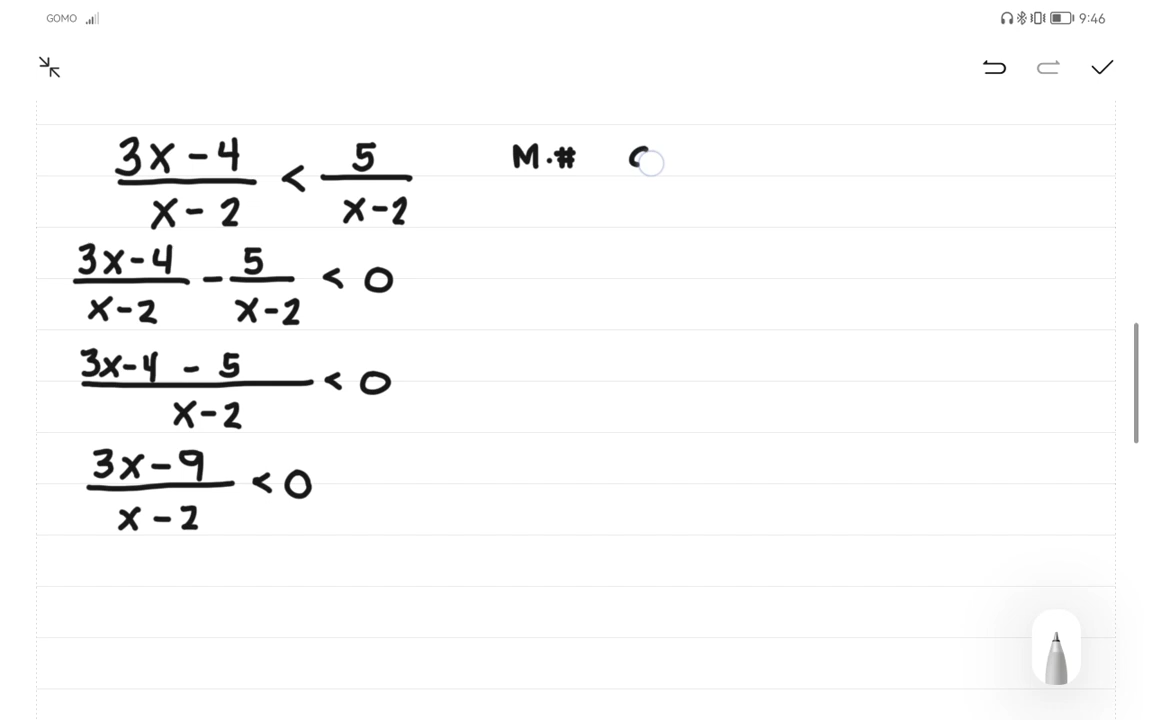 GOMO 9:46
3x-4 / x-2 < 5 / x-2 M.#
3x-4 / x-2 - 5 / x-2 < 0
3x-4 - 5 / x-2 < 0
3x-9 / x-2 < 0